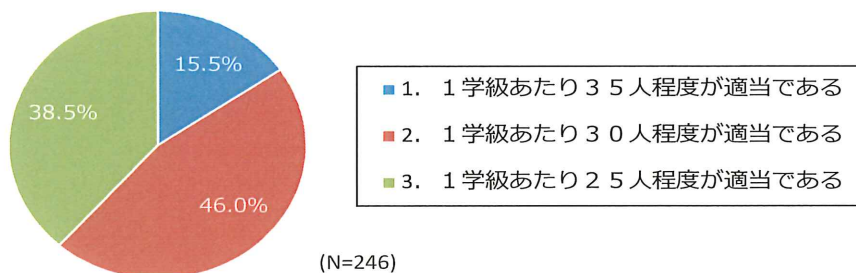 15.5%
38.5%
46.0%
1. １学級あたり３５人程度が適当である
2. １学級あたり３０人程度が適当である
3. １学級あたり２５人程度が適当である
(N=246)